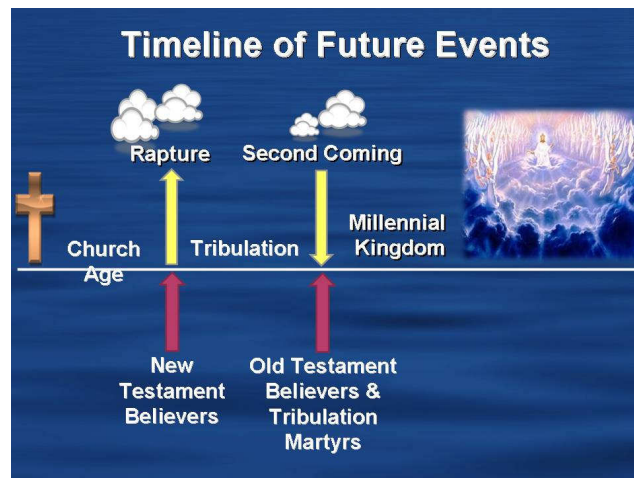 Timeline of Future Events
Rapture
Second Coming
Church
Age
Tribulation
Millennial
Kingdom
New
Testament
Believers
Old Testament
Believers &
Tribulation
Martyrs